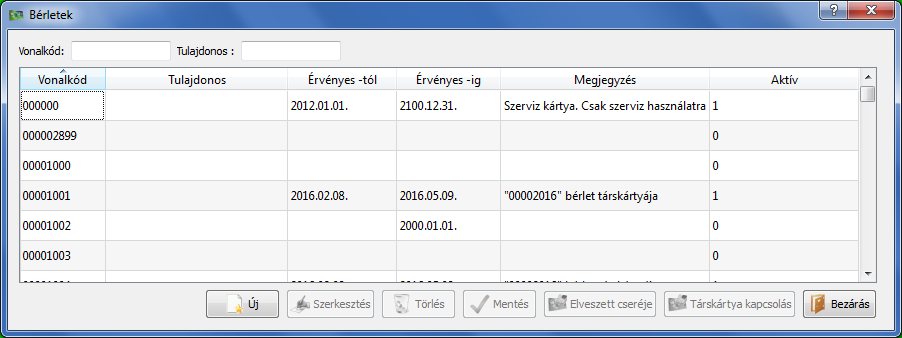 Bérletek
Vonalkód: Tulajdonos :
Vonalkód Tulajdonos Érvényes -tól Érvényes -ig Megjegyzés Aktív
000000 2012.01.01. 2100.12.31. Szerviz kártya. Csak szerviz használatra 1
000002899 0
00001000 0
00001001 2016.02.08. 2016.05.09. "00002016" bérlet társkártyája 1
00001002 2000.01.01. 0
00001003 0
Új Szerkesztés Törlés Mentés Elveszett cseréje Társkártya kapcsolás Bezárás